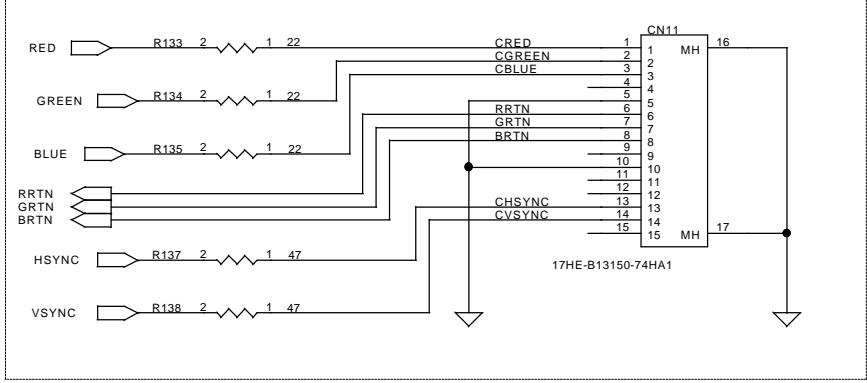 CN11
RED R133 2 1 22 CRED 1 1 MH 16
CGREEN 2 2
CBLUE 3 3
4 4
GREEN R134 2 1 22 5 5
RRTN 6 6
GRTN 7 7
BRTN 8 8
BLUE R135 2 1 22 9 9
10 10
11 11
RRTN 12 12
GRTN CHSYNC 13 13
BRTN CVSYNC 14 14
15 15 MH 17
HSYNC R137 2 1 47
17HE-B13150-74HA1
VSYNC R138 2 1 47